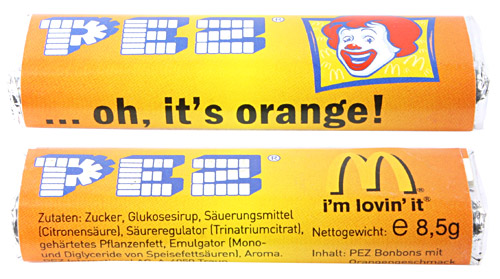 PEZ®
... oh, it's orange!
PEZ®
i'm lovin' it®
Zutaten: Zucker, Glukosesirup, Säuerungsmittel
(Citronensäure), Säureregulator (Trinatriumcitrat),
gehärtetes Pflanzenfett, Emulgator (Mono-
und Diglyceride von Speisefettsäuren), Aroma.
Nettogewicht: e 8,5g
Inhalt: PEZ Bonbons mit
Orangengeschmack